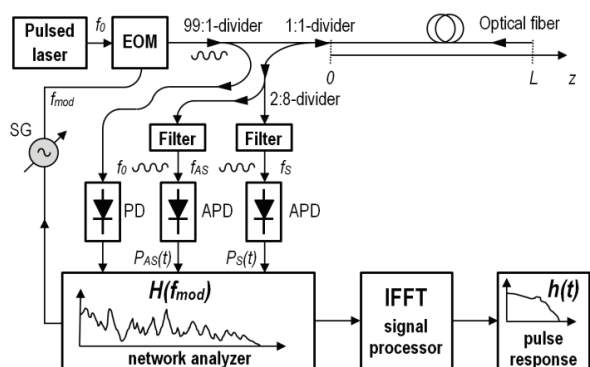 Pulsed
laser
f0
EOM
99:1-divider
1:1-divider
Optical fiber
0
L
z
2:8-divider
fmod
SG
Filter
Filter
f0
fAS
fS
PD
APD
APD
PAS(t)
PS(t)
H(fmod)
network analyzer
IFFT
signal
processor
h(t)
pulse
response